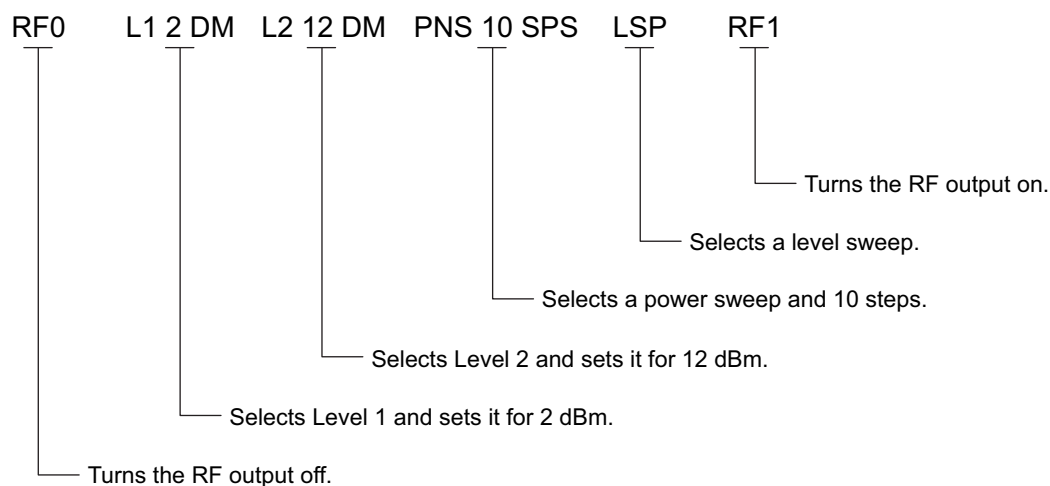 RF0 L1 2 DM L2 12 DM PNS 10 SPS LSP RF1
Turns the RF output on.
Selects a level sweep.
Selects a power sweep and 10 steps.
Selects Level 2 and sets it for 12 dBm.
Selects Level 1 and sets it for 2 dBm.
Turns the RF output off.